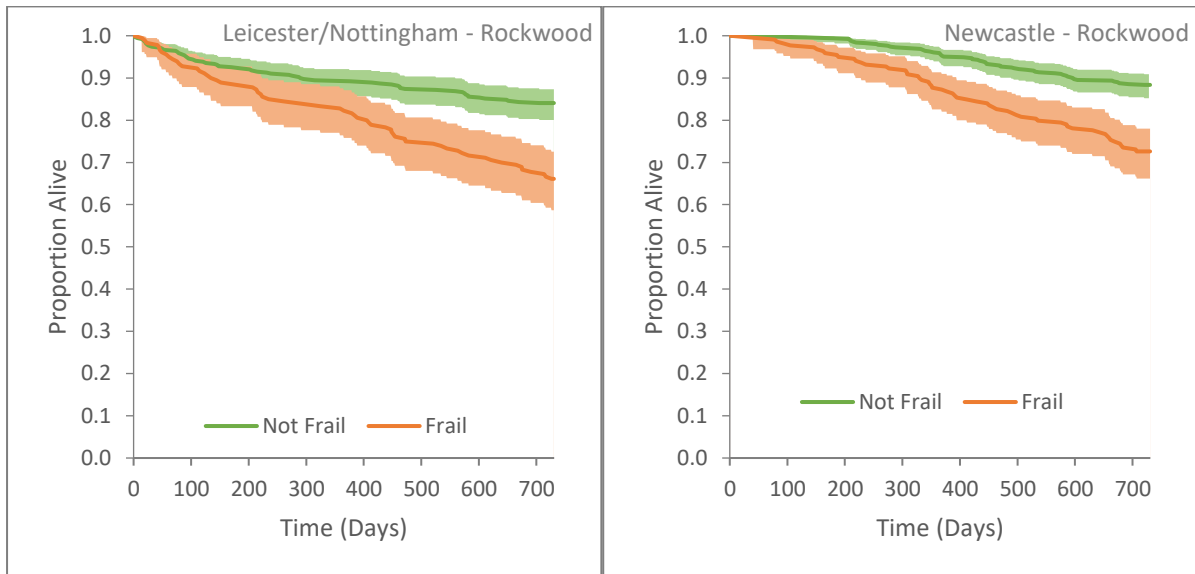 Leicester/Nottingham - Rockwood
1.0
0.9
0.8
0.7
0.6
0.5
0.4
0.3
0.2
0.1
0.0
Proportion Alive
Not Frail
Frail
0 100 200 300 400 500 600 700
Time (Days)
Newcastle - Rockwood
1.0
0.9
0.8
0.7
0.6
0.5
0.4
0.3
0.2
0.1
0.0
Proportion Alive
Not Frail
Frail
0 100 200 300 400 500 600 700
Time (Days)